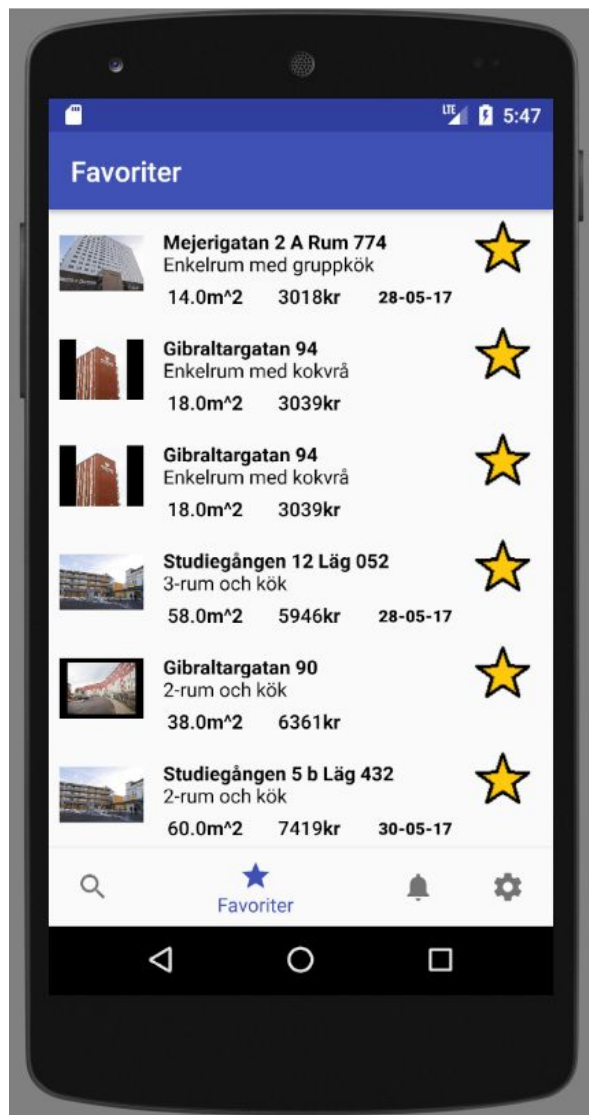 LTE 5:47
Favoriter
Mejerigatan 2 A Rum 774
Enkelrum med gruppkök
14.0m^2 3018kr 28-05-17
Gibraltargatan 94
Enkelrum med kokvrå
18.0m^2 3039kr
Gibraltargatan 94
Enkelrum med kokvrå
18.0m^2 3039kr
Studiegången 12 Läg 052
3-rum och kök
58.0m^2 5946kr 28-05-17
Gibraltargatan 90
2-rum och kök
38.0m^2 6361kr
Studiegången 5 b Läg 432
2-rum och kök
60.0m^2 7419kr 30-05-17
Favoriter